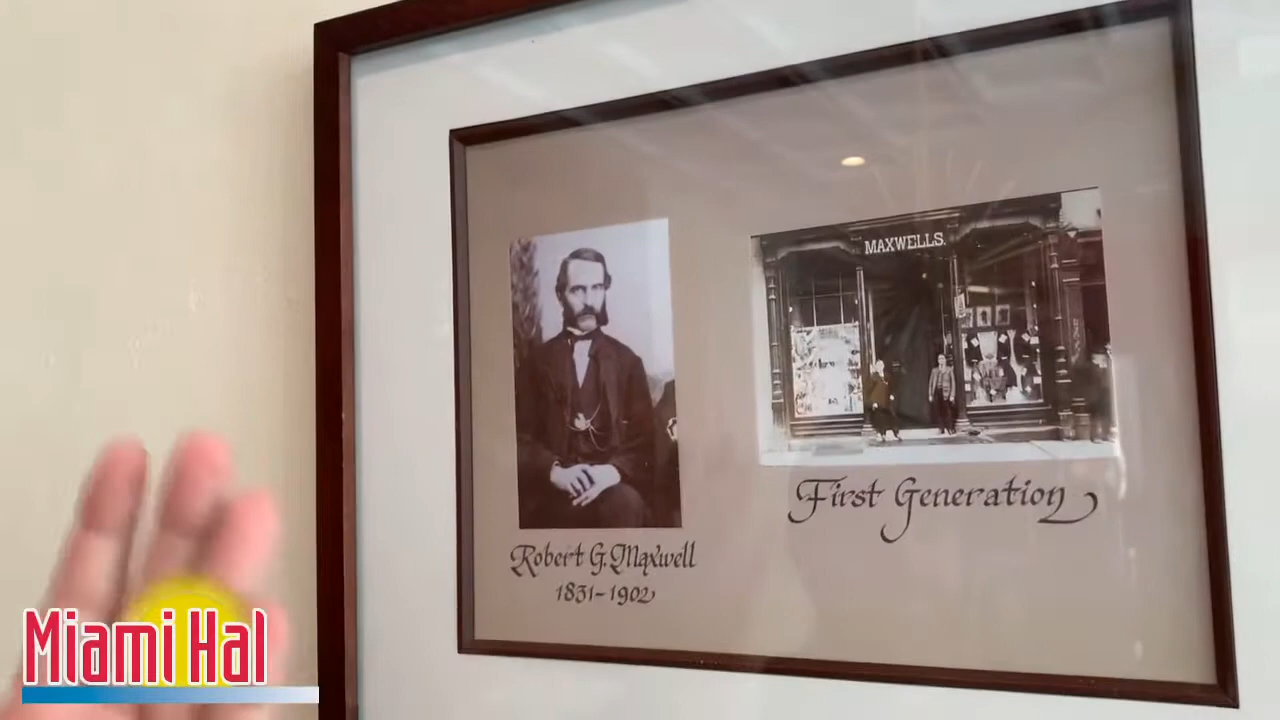 MAXWELLS.
First Generation
Robert G. Maxwell
1831-1902
Miami Hal